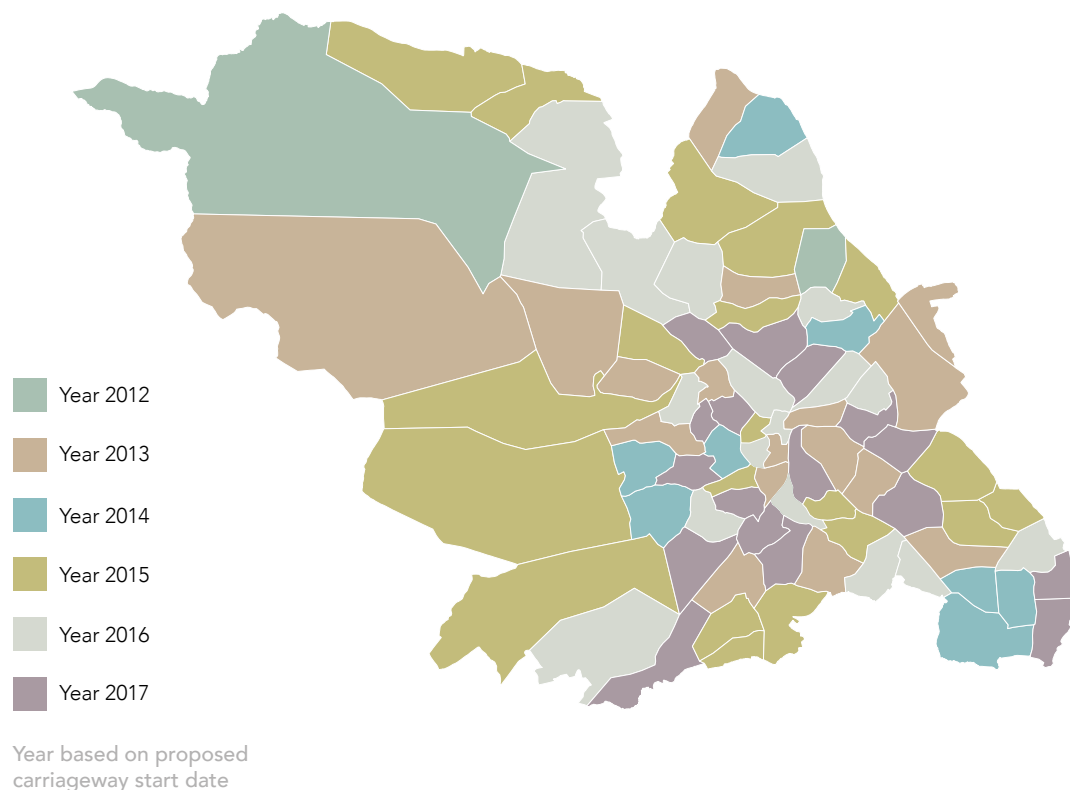 Year 2012
Year 2013
Year 2014
Year 2015
Year 2016
Year 2017
Year based on proposed
carriageway start date